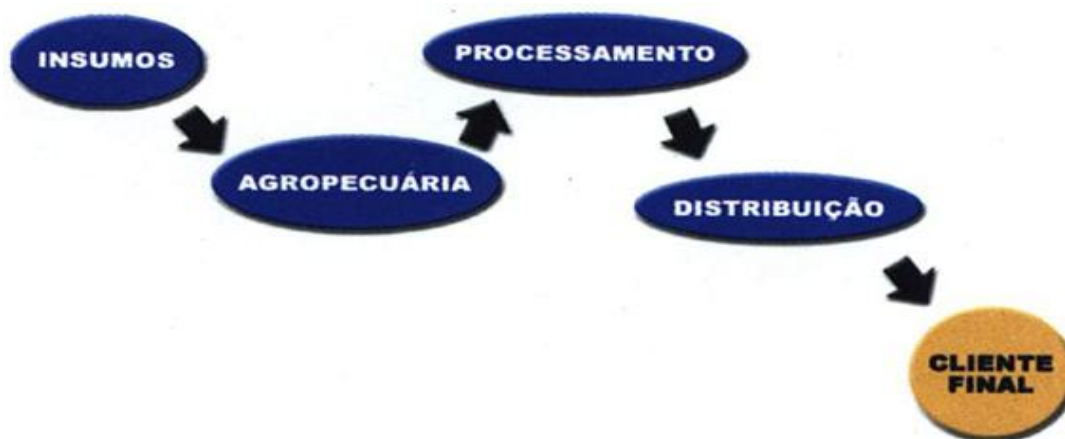 INSUMOS
PROCESSAMENTO
AGROPECUÁRIA
DISTRIBUIÇÃO
CLIENTE
FINAL